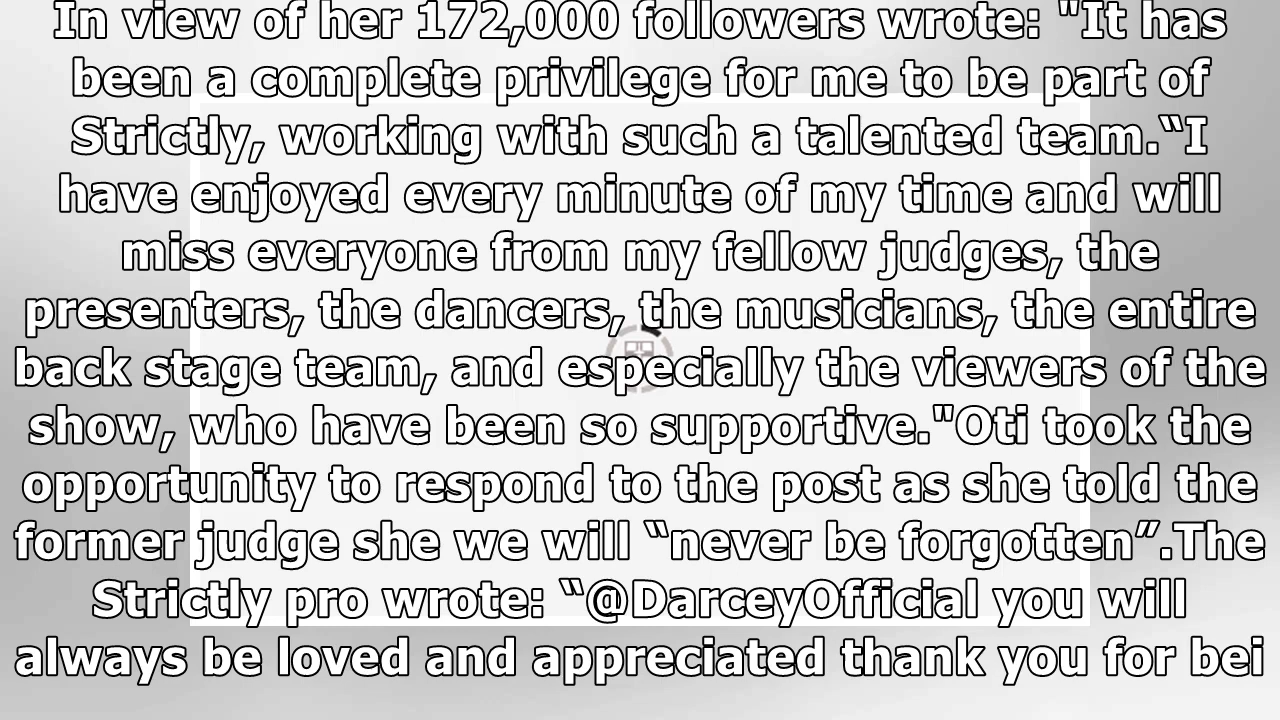 In view of her 172,000 followers wrote: "It has
been a complete privilege for me to be part of
Strictly, working with such a talented team.“I
have enjoyed every minute of my time and will
miss everyone from my fellow judges, the
presenters, the dancers, the musicians, the entire
back stage team, and especially the viewers of the
show, who have been so supportive."Oti took the
opportunity to respond to the post as she told the
former judge she we will “never be forgotten”.The
Strictly pro wrote: “@DarceyOfficial you will
always be loved and appreciated thank you for bei